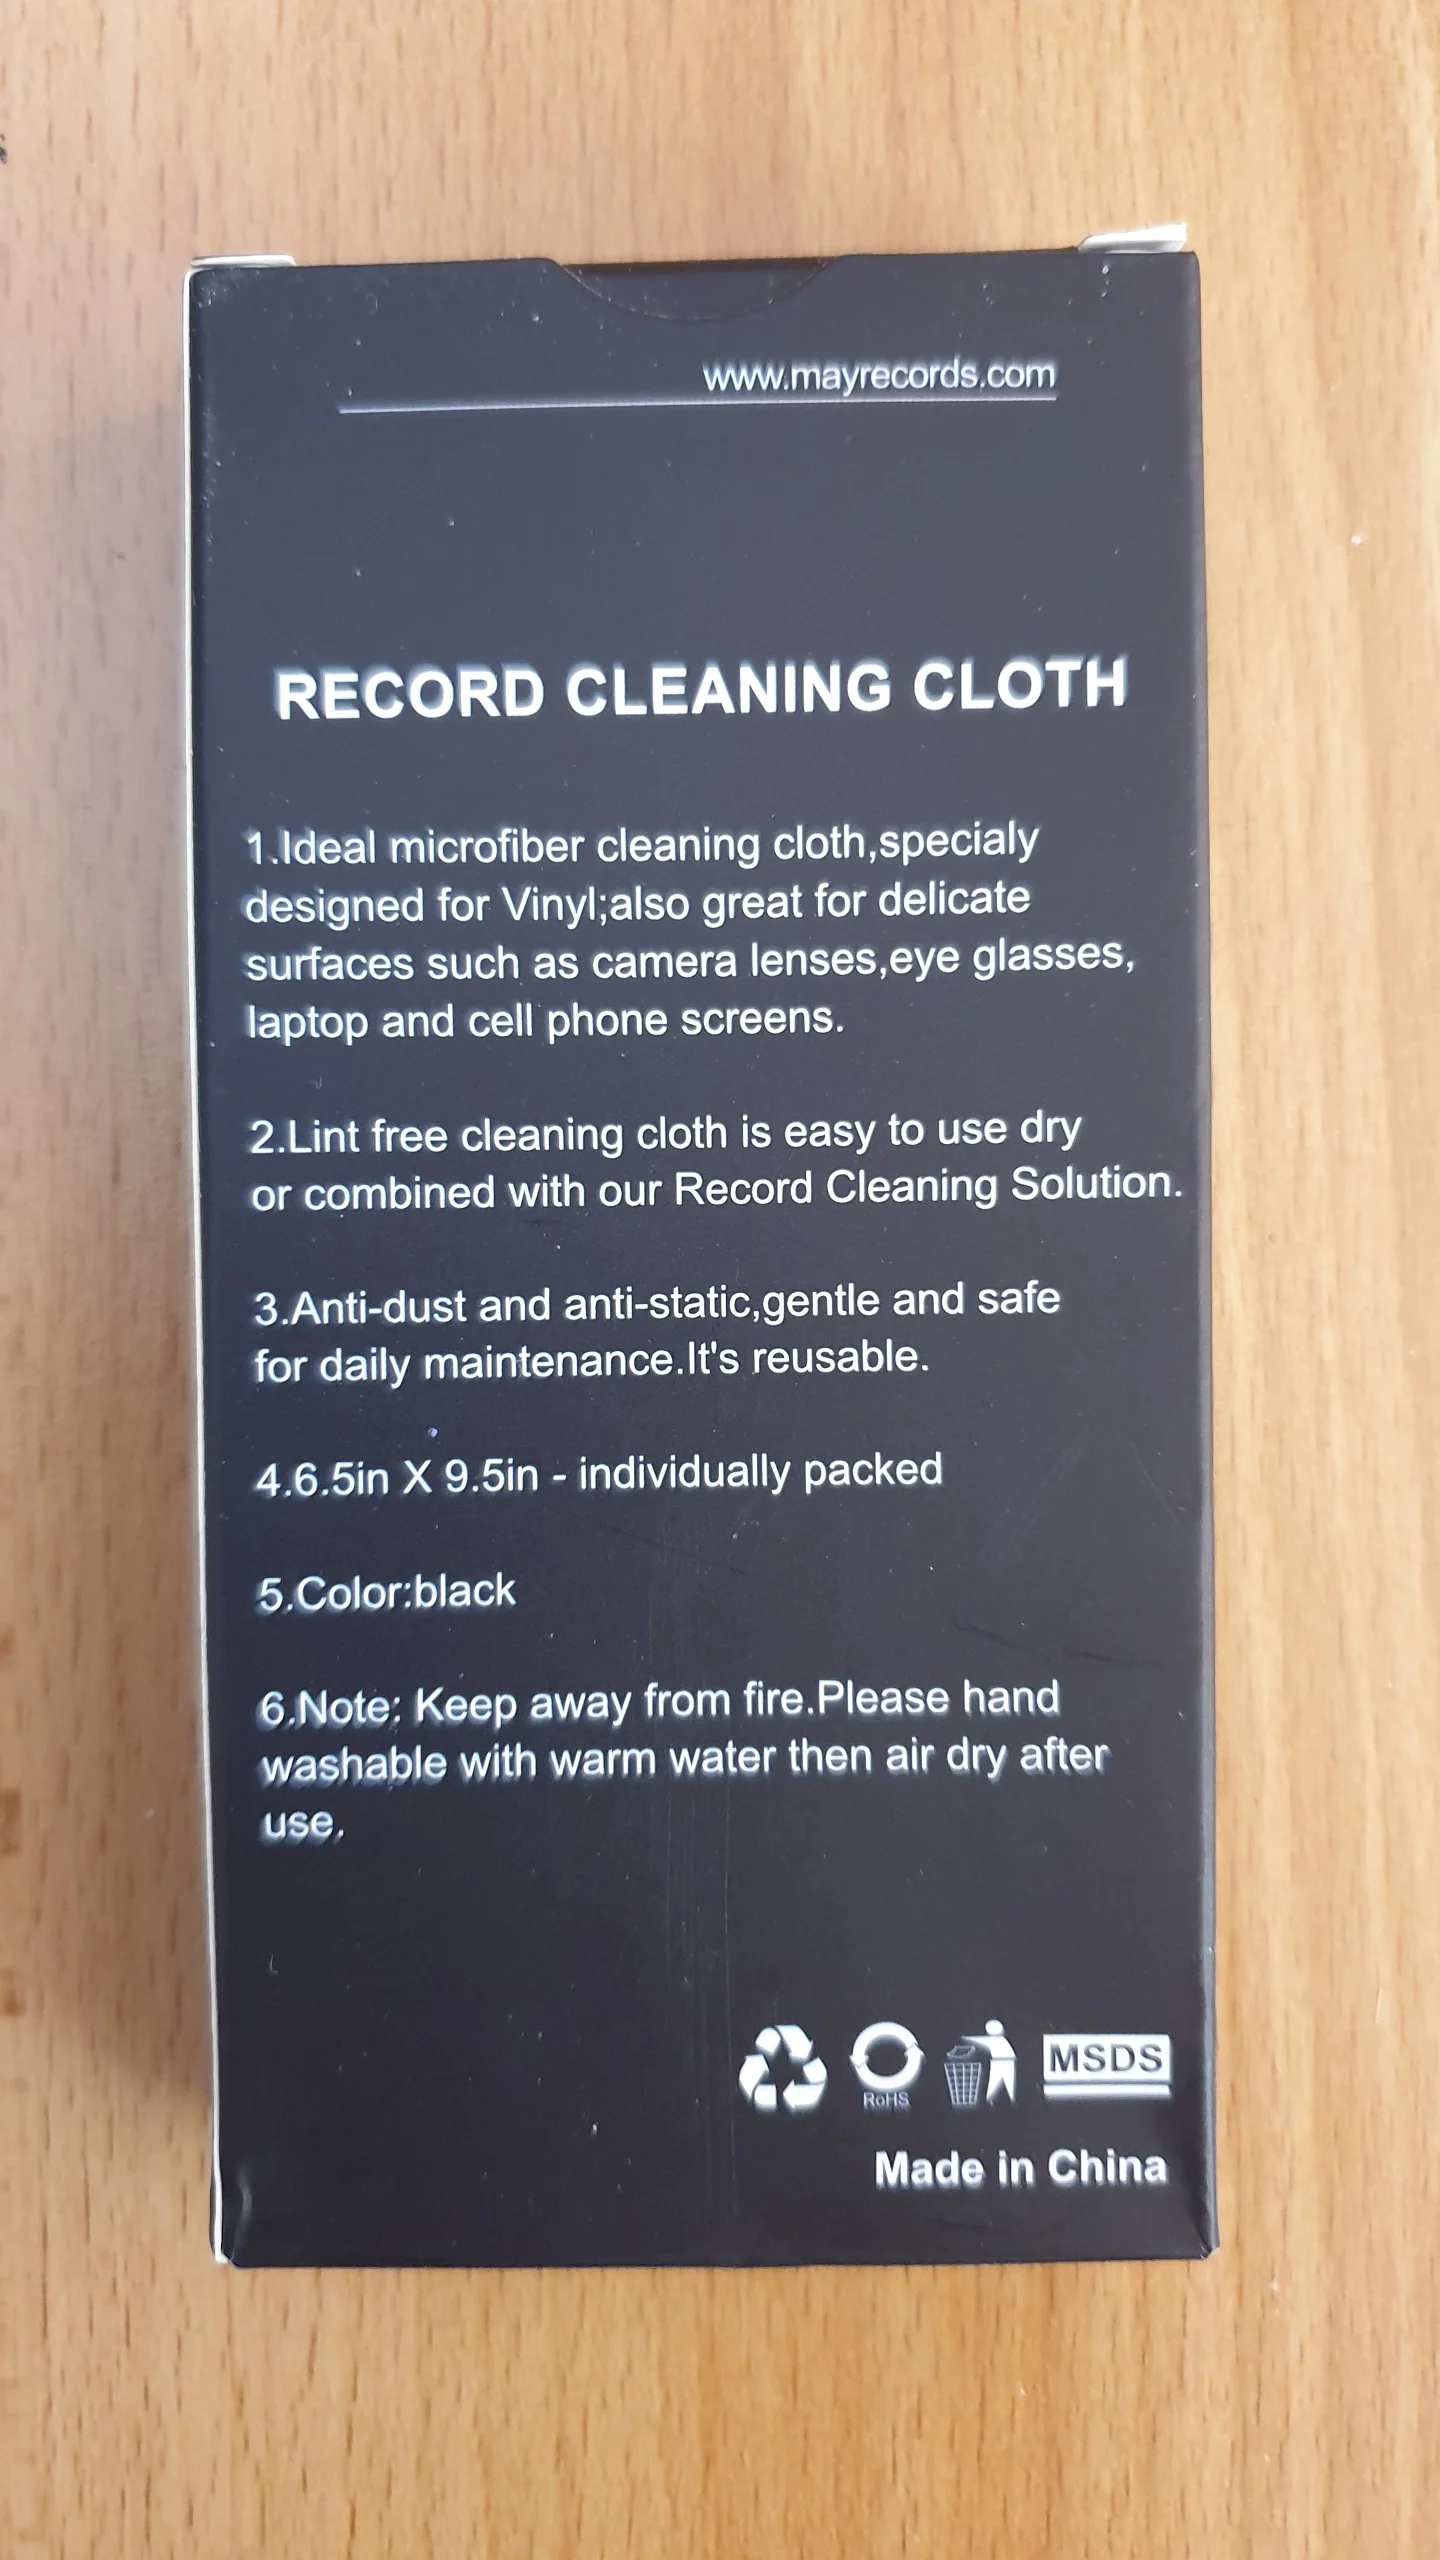 www.mayrecords.com
RECORD CLEANING CLOTH
1.Ideal microfiber cleaning cloth,specialy
designed for Vinyl;also great for delicate
surfaces such as camera lenses,eye glasses,
laptop and cell phone screens.
2.Lint free cleaning cloth is easy to use dry
or combined with our Record Cleaning Solution.
3.Anti-dust and anti-static,gentle and safe
for daily maintenance.It's reusable.
4.6.5in X 9.5in - individually packed
5.Color:black
6.Note: Keep away from fire.Please hand
washable with warm water then air dry after
use.
RoHS
MSDS
Made in China